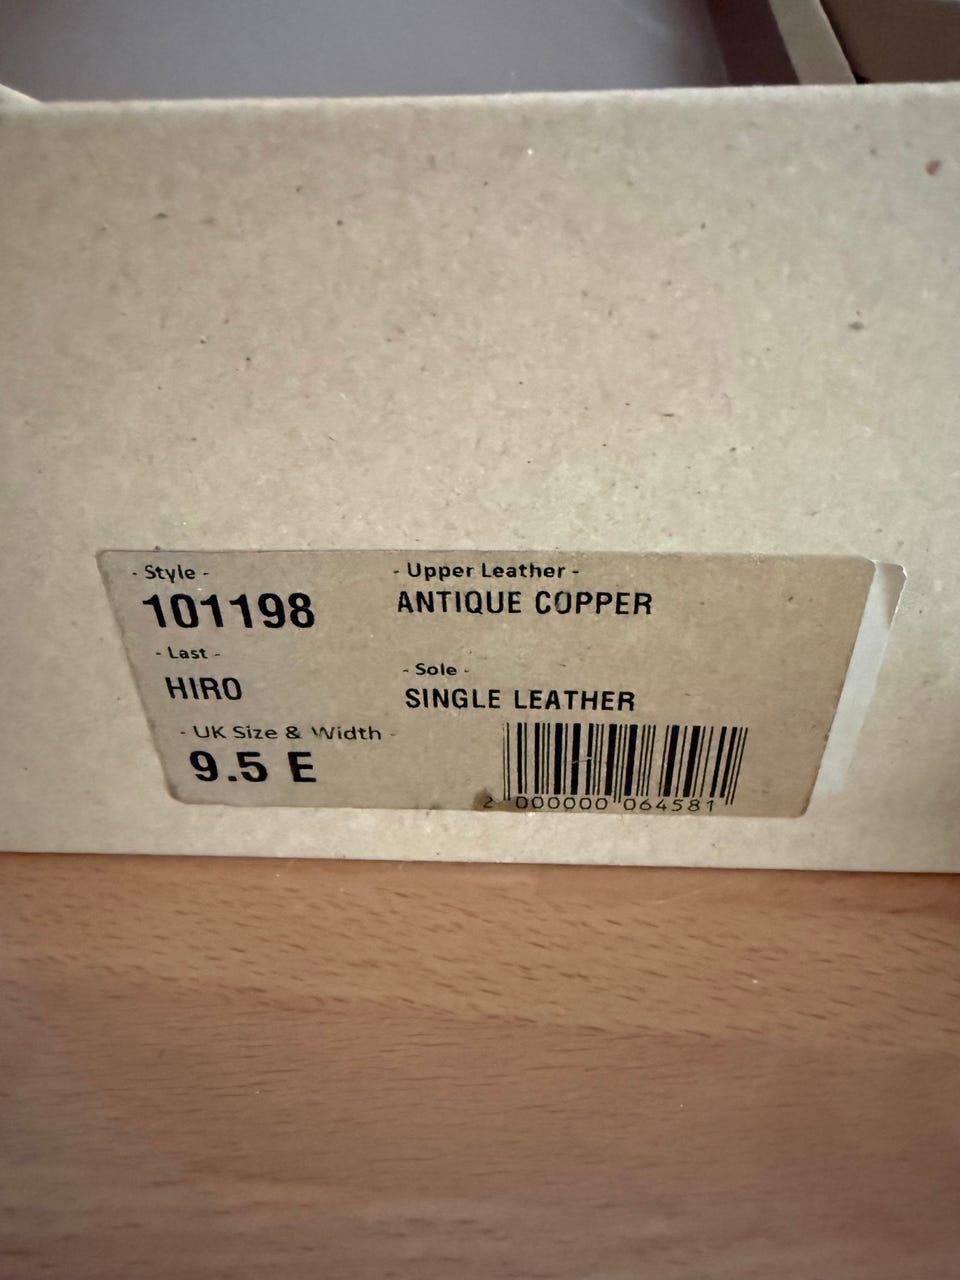 - Style -
101198
- Last -
HIRO
- UK Size & Width -
9.5 E
- Upper Leather -
ANTIQUE COPPER
- Sole -
SINGLE LEATHER
2 000000 064581